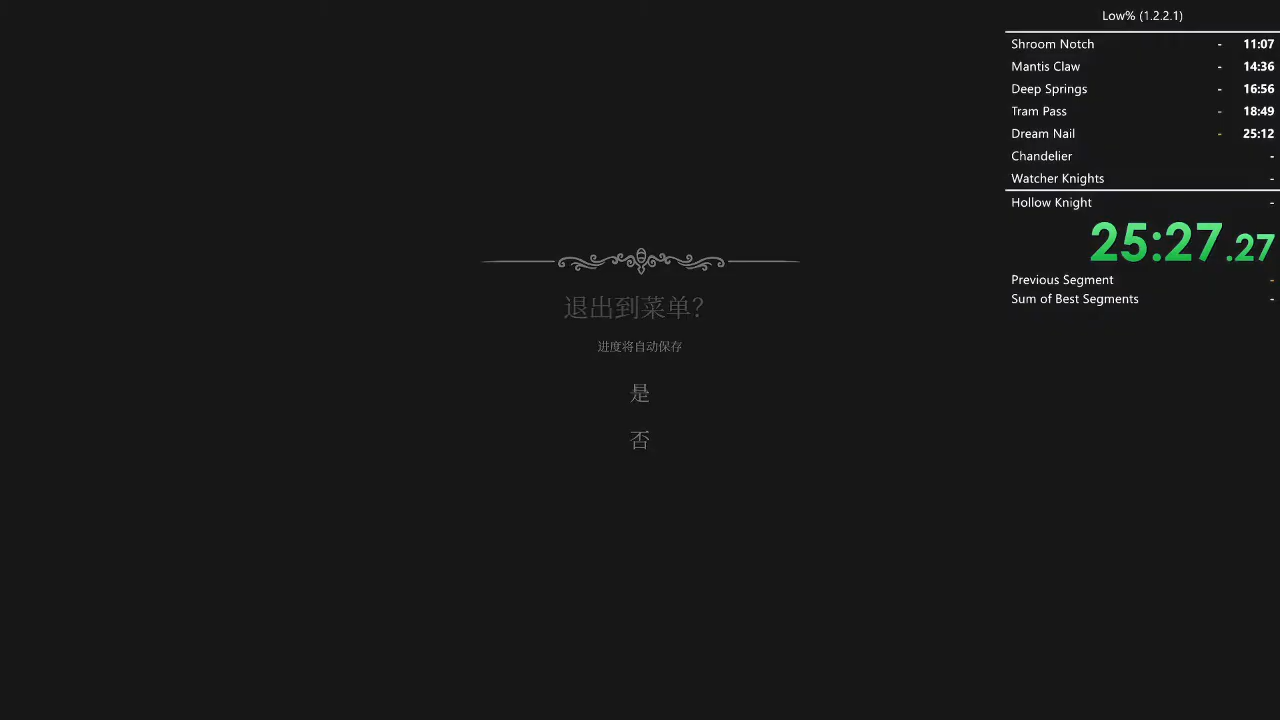 Low% (1.2.2.1)
Shroom Notch - 11:07
Mantis Claw - 14:36
Deep Springs - 16:56
Tram Pass - 18:49
Dream Nail - 25:12
Chandelier -
Watcher Knights -
Hollow Knight -
25:27.27
Previous Segment -
Sum of Best Segments -
退出到菜单?
进度将自动保存
是
否